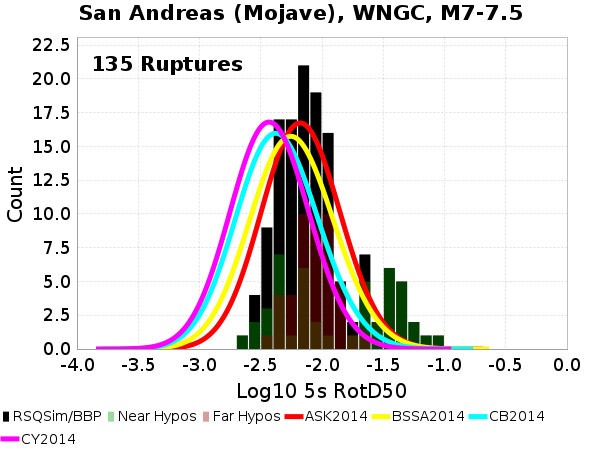 San Andreas (Mojave), WNGC, M7-7.5
135 Ruptures
Count
22.5
20.0
17.5
15.0
12.5
10.0
7.5
5.0
2.5
0.0
-4.0 -3.5 -3.0 -2.5 -2.0 -1.5 -1.0 -0.5 0.0
Log10 5s RotD50
RSQSim/BBP Near Hypos Far Hypos ASK2014 BSSA2014 CB2014
CY2014